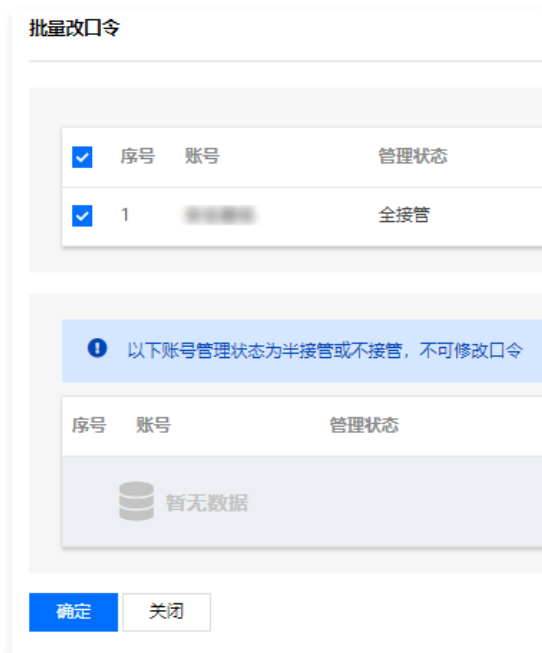 批量改口令
序号 账号 管理状态
1 全接管
以下账号管理状态为半接管或不接管，不可修改口令
序号 账号 管理状态
暂无数据
确定 关闭